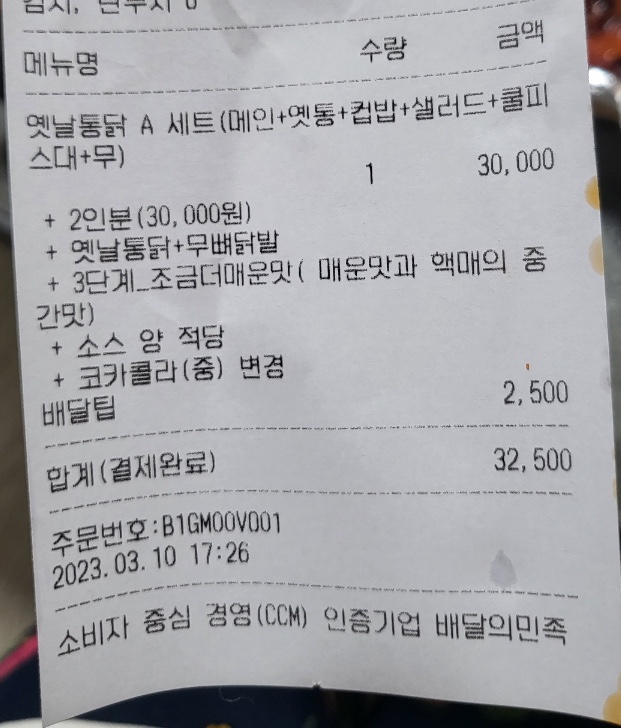 김치, 단무지 0
메뉴명 수량 금액
옛날통닭 A 세트(메인+옛통+컵밥+샐러드+쿨피
스대+무) 1 30,000
+ 2인분(30,000원)
+ 옛날통닭+무뼈닭발
+ 3단계_조금더매운맛( 매운맛과 핵매의 중
간맛)
+ 소스 양 적당
+ 코카콜라(중) 변경
배달팁 2,500
합계(결제완료) 32,500
주문번호:B1GM00V001
2023.03.10 17:26
소비자 중심 경영(CCM) 인증기업 배달의민족